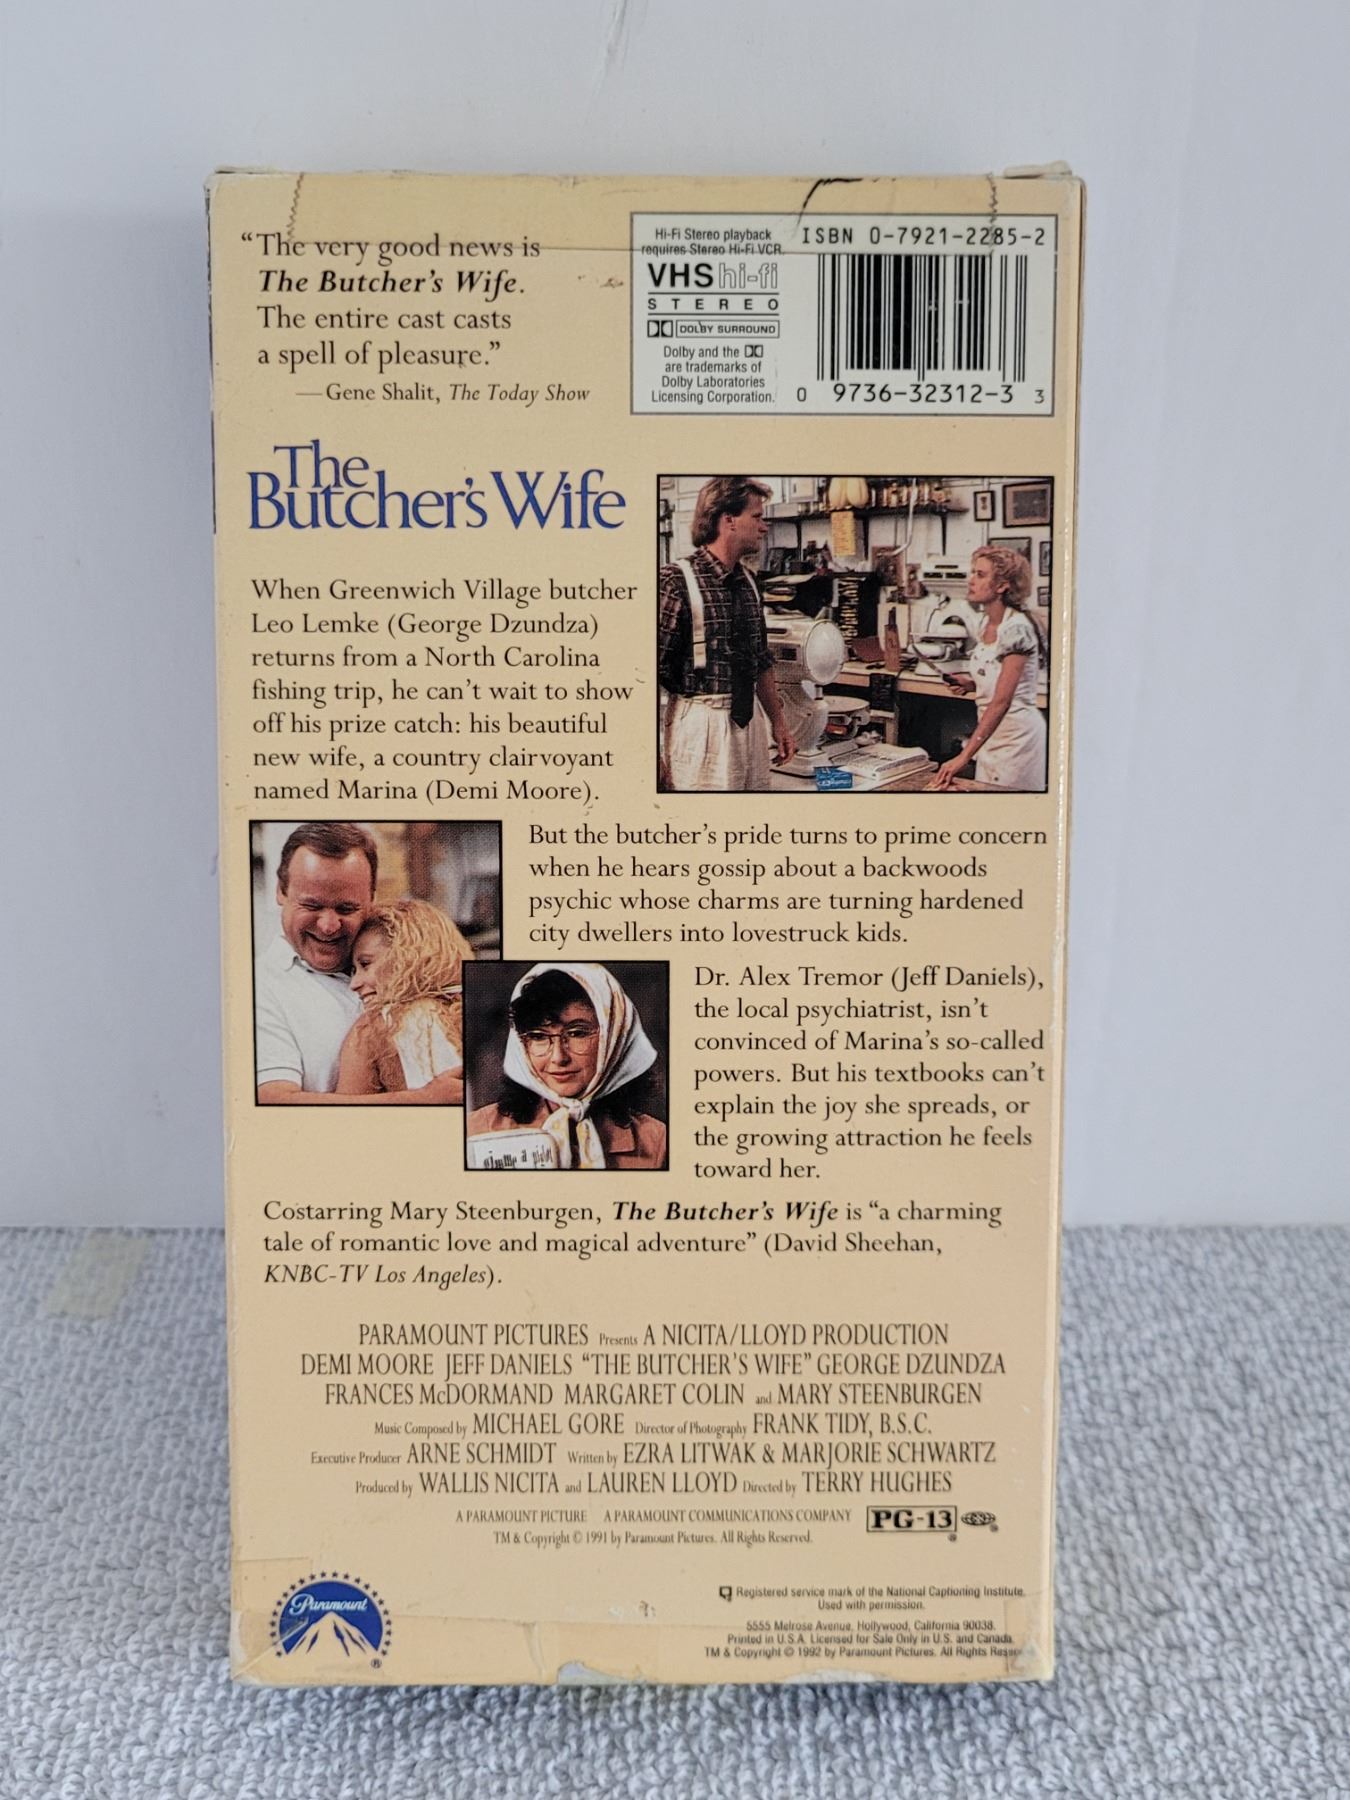 “The very good news is
The Butcher’s Wife.
The entire cast casts
a spell of pleasure.”
—Gene Shalit, The Today Show
Hi-Fi Stereo playback
requires Stereo Hi-Fi VCR.
VHS hi-fi
STEREO
DOLBY SURROUND
Dolby and the
are trademarks of
Dolby Laboratories
Licensing Corporation.
ISBN 0-7921-2285-2
0 9736-32312-3 3
The
Butcher's Wife
When Greenwich Village butcher
Leo Lemke (George Dzundza)
returns from a North Carolina
fishing trip, he can’t wait to show
off his prize catch: his beautiful
new wife, a country clairvoyant
named Marina (Demi Moore).
But the butcher’s pride turns to prime concern
when he hears gossip about a backwoods
psychic whose charms are turning hardened
city dwellers into lovestruck kids.
Dr. Alex Tremor (Jeff Daniels),
the local psychiatrist, isn’t
convinced of Marina’s so-called
powers. But his textbooks can’t
explain the joy she spreads, or
the growing attraction he feels
toward her.
Costarring Mary Steenburgen, The Butcher’s Wife is “a charming
tale of romantic love and magical adventure” (David Sheehan,
KNBC-TV Los Angeles).
PARAMOUNT PICTURES Presents A NICITA/LLOYD PRODUCTION
DEMI MOORE JEFF DANIELS “THE BUTCHER’S WIFE” GEORGE DZUNDZA
FRANCES McDORMAND MARGARET COLIN and MARY STEENBURGEN
Music Composed by MICHAEL GORE Director of Photography FRANK TIDY, B.S.C.
Executive Producer ARNE SCHMIDT Written by EZRA LITWAK & MARJORIE SCHWARTZ
Produced by WALLIS NICITA and LAUREN LLOYD Directed by TERRY HUGHES
A PARAMOUNT PICTURE A PARAMOUNT COMMUNICATIONS COMPANY PG-13
TM & Copyright © 1991 by Paramount Pictures. All Rights Reserved.
Paramount
®
Registered service mark of the National Captioning Institute.
Used with permission.
5555 Melrose Avenue, Hollywood, California 90038.
Printed in U.S.A. Licensed for Sale Only in U.S. and Canada.
TM & Copyright © 1992 by Paramount Pictures. All Rights